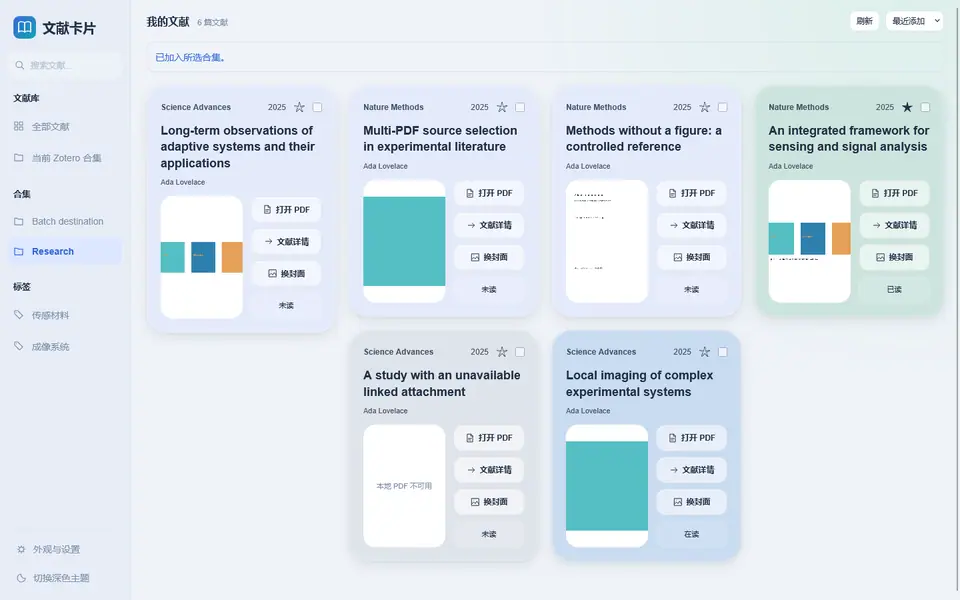 文献卡片
搜索文献...
文献库
全部文献
当前 Zotero 合集
合集
Batch destination
Research
标签
传感材料
成像系统
外观与设置
切换深色主题
我的文献 6 篇文献
刷新
最近添加
已加入所选合集。
Science Advances 2025
Long-term observations of
adaptive systems and their
applications
Ada Lovelace
打开 PDF
文献详情
换封面
未读
Nature Methods 2025
Multi-PDF source selection
in experimental literature
Ada Lovelace
打开 PDF
文献详情
换封面
未读
Nature Methods 2025
Methods without a figure: a
controlled reference
Ada Lovelace
打开 PDF
文献详情
换封面
未读
Nature Methods 2025
An integrated framework for
sensing and signal analysis
Ada Lovelace
打开 PDF
文献详情
换封面
已读
Science Advances 2025
A study with an unavailable
linked attachment
Ada Lovelace
本地 PDF 不可用
打开 PDF
文献详情
换封面
未读
Science Advances 2025
Local imaging of complex
experimental systems
Ada Lovelace
打开 PDF
文献详情
换封面
在读